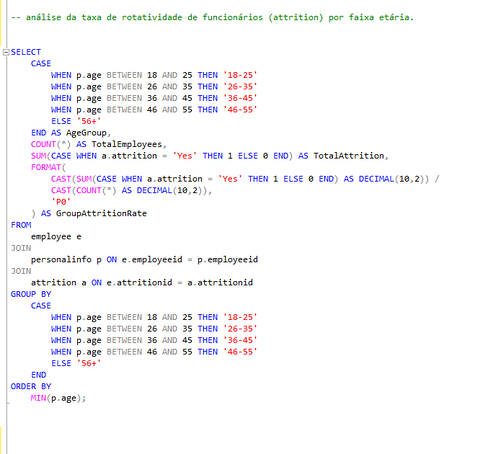 -- análise da taxa de rotatividade de funcionários (attrition) por faixa etária.
SELECT
CASE
WHEN p.age BETWEEN 18 AND 25 THEN '18-25'
WHEN p.age BETWEEN 26 AND 35 THEN '26-35'
WHEN p.age BETWEEN 36 AND 45 THEN '36-45'
WHEN p.age BETWEEN 46 AND 55 THEN '46-55'
ELSE '56+'
END AS AgeGroup,
COUNT(*) AS TotalEmployees,
SUM(CASE WHEN a.attrition = 'Yes' THEN 1 ELSE 0 END) AS TotalAttrition,
FORMAT(
CAST(SUM(CASE WHEN a.attrition = 'Yes' THEN 1 ELSE 0 END) AS DECIMAL(10,2)) /
CAST(COUNT(*) AS DECIMAL(10,2)),
'P0'
) AS GroupAttritionRate
FROM
employee e
JOIN
personalinfo p ON e.employeeid = p.employeeid
JOIN
attrition a ON e.attritionid = a.attritionid
GROUP BY
CASE
WHEN p.age BETWEEN 18 AND 25 THEN '18-25'
WHEN p.age BETWEEN 26 AND 35 THEN '26-35'
WHEN p.age BETWEEN 36 AND 45 THEN '36-45'
WHEN p.age BETWEEN 46 AND 55 THEN '46-55'
ELSE '56+'
END
ORDER BY
MIN(p.age);